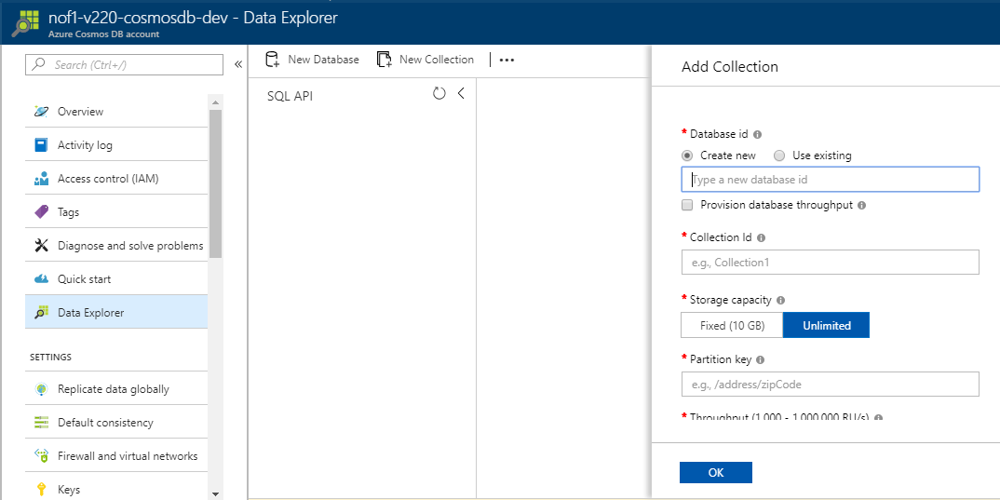 nof1-v220-cosmosdb-dev - Data Explorer
Azure Cosmos DB account
Search (Ctrl+/)
«
Overview
Activity log
Access control (IAM)
Tags
Diagnose and solve problems
Quick start
Data Explorer
SETTINGS
Replicate data globally
Default consistency
Firewall and virtual networks
Keys
New Database
New Collection
SQL API
Add Collection
* Database id
Create new
Use existing
Type a new database id
Provision database throughput
* Collection Id
e.g., Collection1
* Storage capacity
Fixed (10 GB)
Unlimited
* Partition key
e.g., /address/zipCode
* Throughput (1,000 - 1,000,000 RU/s)
OK